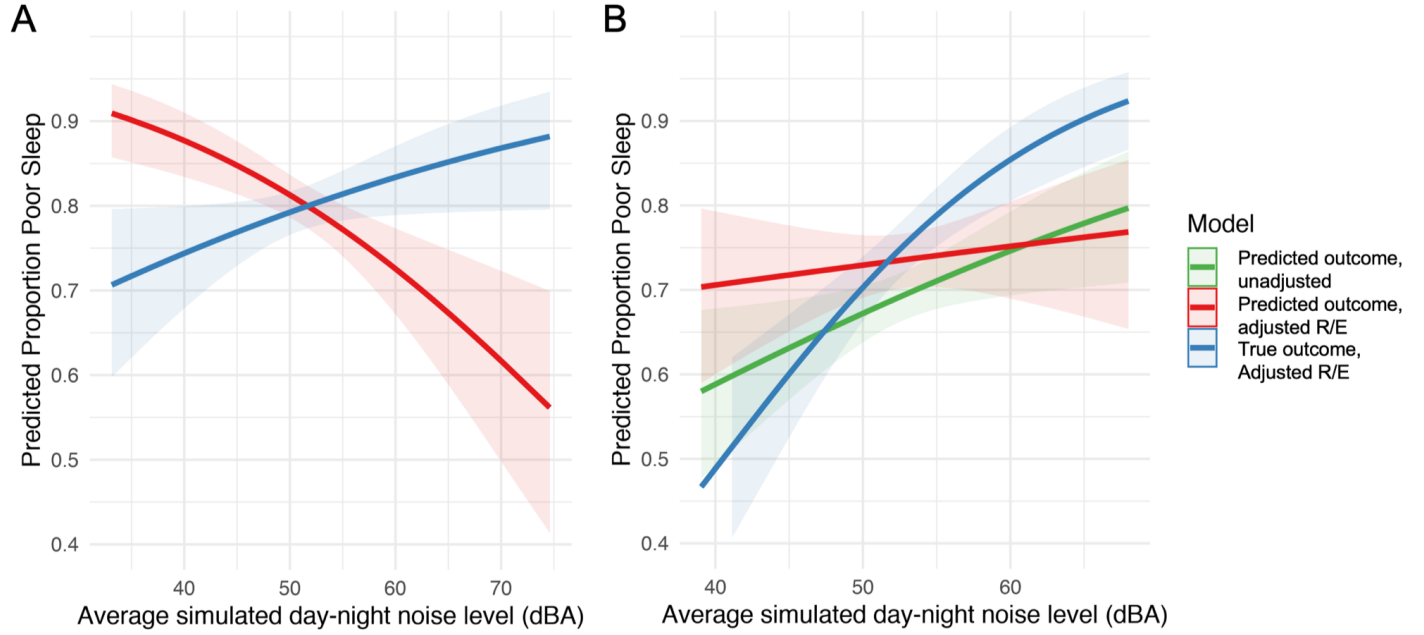 A
Predicted Proportion Poor Sleep
0.9
0.8
0.7
0.6
0.5
0.4
40
50
60
70
Average simulated day-night noise level (dBA)
B
Predicted Proportion Poor Sleep
0.9
0.8
0.7
0.6
0.5
0.4
40
50
60
Average simulated day-night noise level (dBA)
Model
Predicted outcome,
unadjusted
Predicted outcome,
adjusted R/E
True outcome,
Adjusted R/E